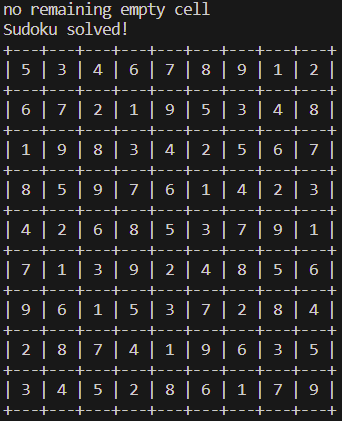 no remaining empty cell
Sudoku solved!
+---+---+---+---+---+---+---+---+---+
| 5 | 3 | 4 | 6 | 7 | 8 | 9 | 1 | 2 |
+---+---+---+---+---+---+---+---+---+
| 6 | 7 | 2 | 1 | 9 | 5 | 3 | 4 | 8 |
+---+---+---+---+---+---+---+---+---+
| 1 | 9 | 8 | 3 | 4 | 2 | 5 | 6 | 7 |
+---+---+---+---+---+---+---+---+---+
| 8 | 5 | 9 | 7 | 6 | 1 | 4 | 2 | 3 |
+---+---+---+---+---+---+---+---+---+
| 4 | 2 | 6 | 8 | 5 | 3 | 7 | 9 | 1 |
+---+---+---+---+---+---+---+---+---+
| 7 | 1 | 3 | 9 | 2 | 4 | 8 | 5 | 6 |
+---+---+---+---+---+---+---+---+---+
| 9 | 6 | 1 | 5 | 3 | 7 | 2 | 8 | 4 |
+---+---+---+---+---+---+---+---+---+
| 2 | 8 | 7 | 4 | 1 | 9 | 6 | 3 | 5 |
+---+---+---+---+---+---+---+---+---+
| 3 | 4 | 5 | 2 | 8 | 6 | 1 | 7 | 9 |
+---+---+---+---+---+---+---+---+---+